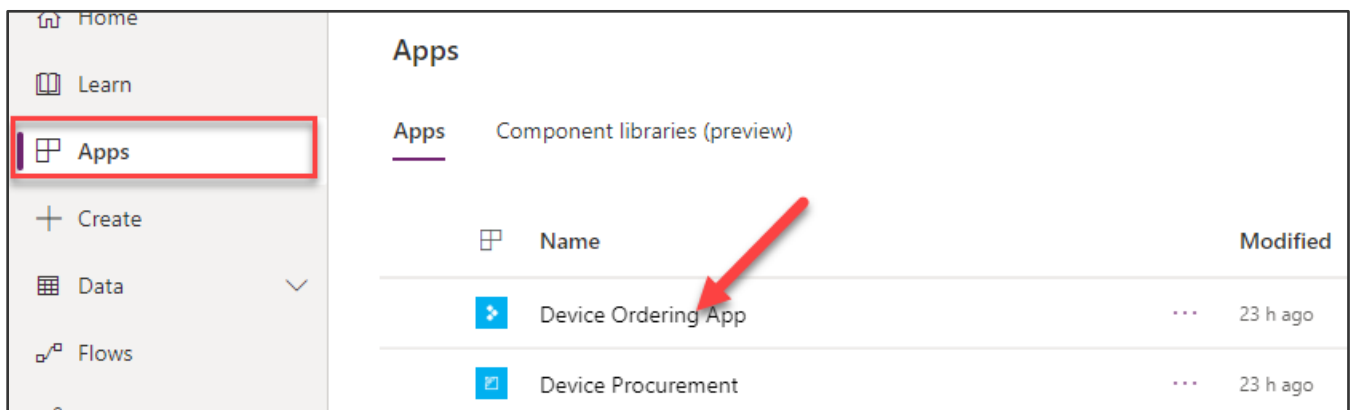 Home
Learn
Apps
Create
Data
Flows
Apps
Apps Component libraries (preview)
Name Modified
Device Ordering App ... 23 h ago
Device Procurement ... 23 h ago